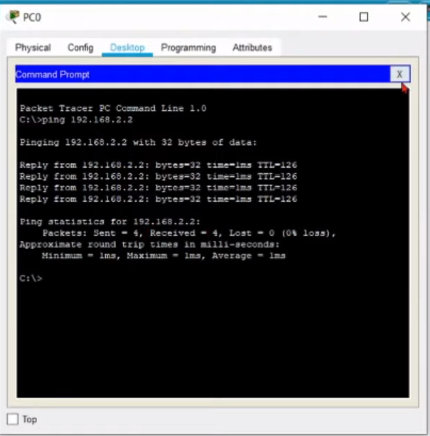 PC0
Physical Config Desktop Programming Attributes
Command Prompt
X
Packet Tracer PC Command Line 1.0
C:\>ping 192.168.2.2
Pinging 192.168.2.2 with 32 bytes of data:
Reply from 192.168.2.2: bytes=32 time=1ms TTL=126
Reply from 192.168.2.2: bytes=32 time=1ms TTL=126
Reply from 192.168.2.2: bytes=32 time=1ms TTL=126
Reply from 192.168.2.2: bytes=32 time=1ms TTL=126
Ping statistics for 192.168.2.2:
Packets: Sent = 4, Received = 4, Lost = 0 (0% loss),
Approximate round trip times in milli-seconds:
Minimum = 1ms, Maximum = 1ms, Average = 1ms
C:\>
Top